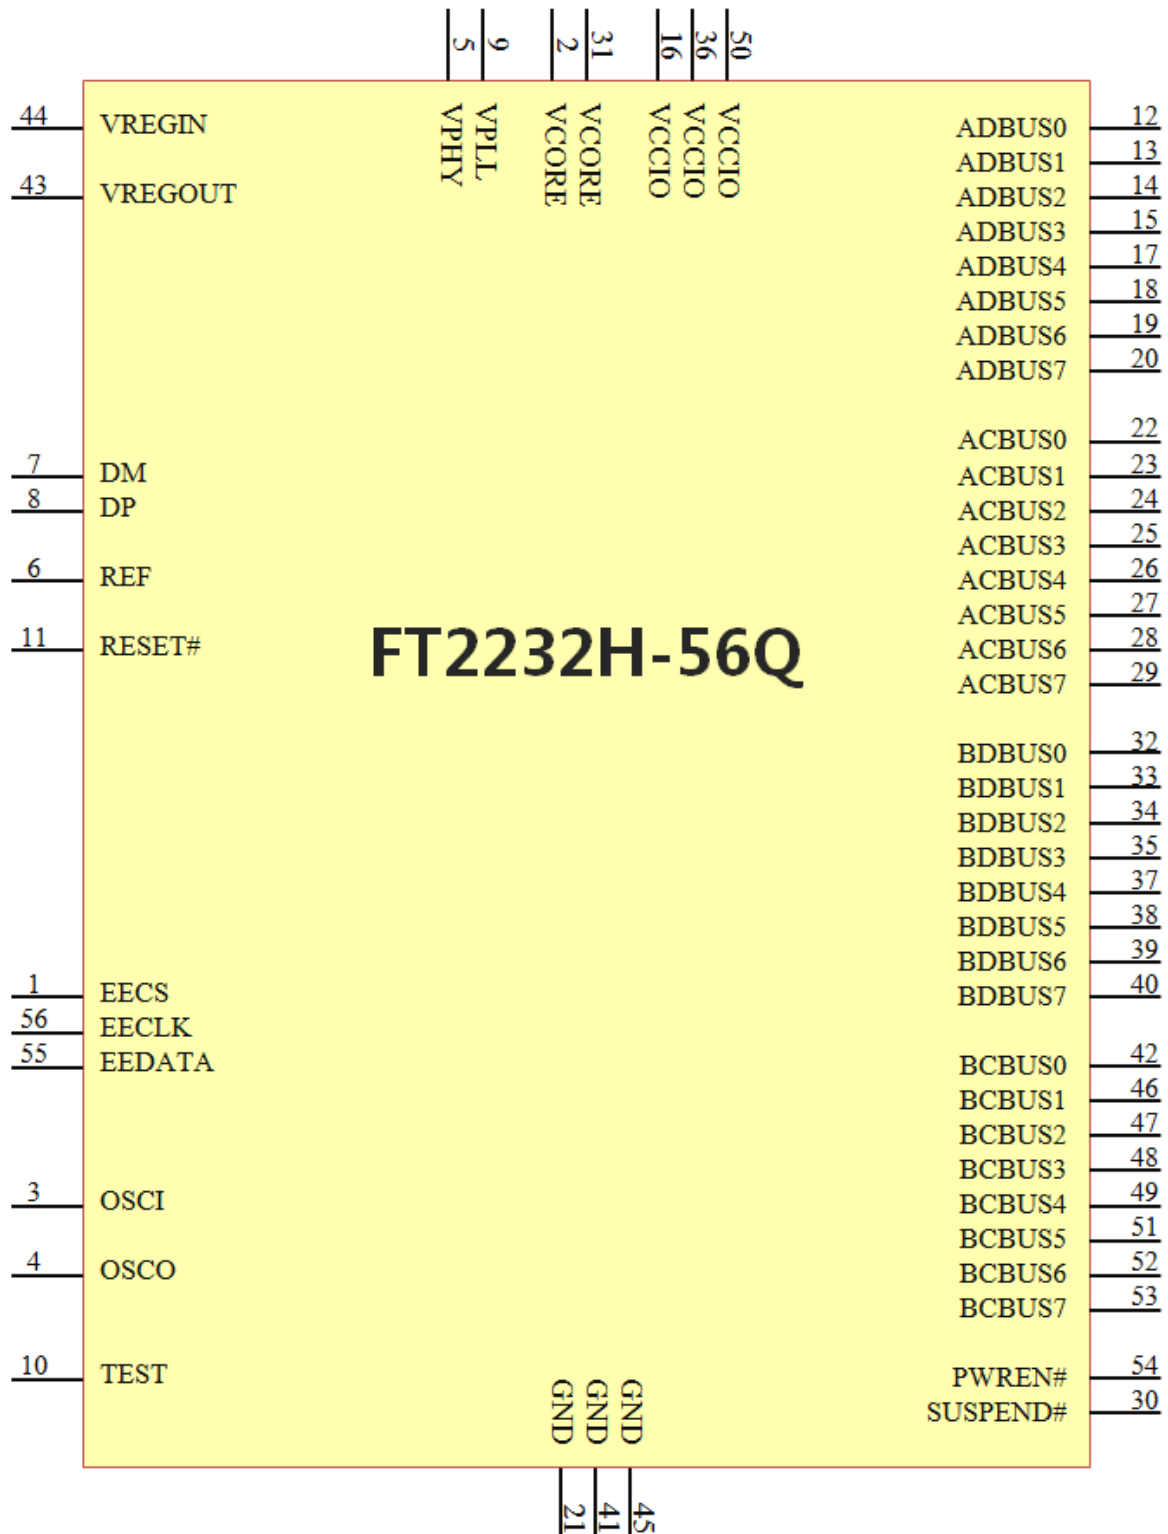 5 9 2 31 16 36 50
VPHY VPLL VCORE VCORE VCCIO VCCIO VCCIO
44 VREGIN
43 VREGOUT
7 DM
8 DP
6 REF
11 RESET#
1 EECS
56 EECLK
55 EEDATA
3 OSCI
4 OSCO
10 TEST
FT2232H-56Q
ADBUS0 12
ADBUS1 13
ADBUS2 14
ADBUS3 15
ADBUS4 17
ADBUS5 18
ADBUS6 19
ADBUS7 20
ACBUS0 22
ACBUS1 23
ACBUS2 24
ACBUS3 25
ACBUS4 26
ACBUS5 27
ACBUS6 28
ACBUS7 29
BDBUS0 32
BDBUS1 33
BDBUS2 34
BDBUS3 35
BDBUS4 37
BDBUS5 38
BDBUS6 39
BDBUS7 40
BCBUS0 42
BCBUS1 46
BCBUS2 47
BCBUS3 48
BCBUS4 49
BCBUS5 51
BCBUS6 52
BCBUS7 53
PWREN# 54
SUSPEND# 30
GND GND GND
21 41 45